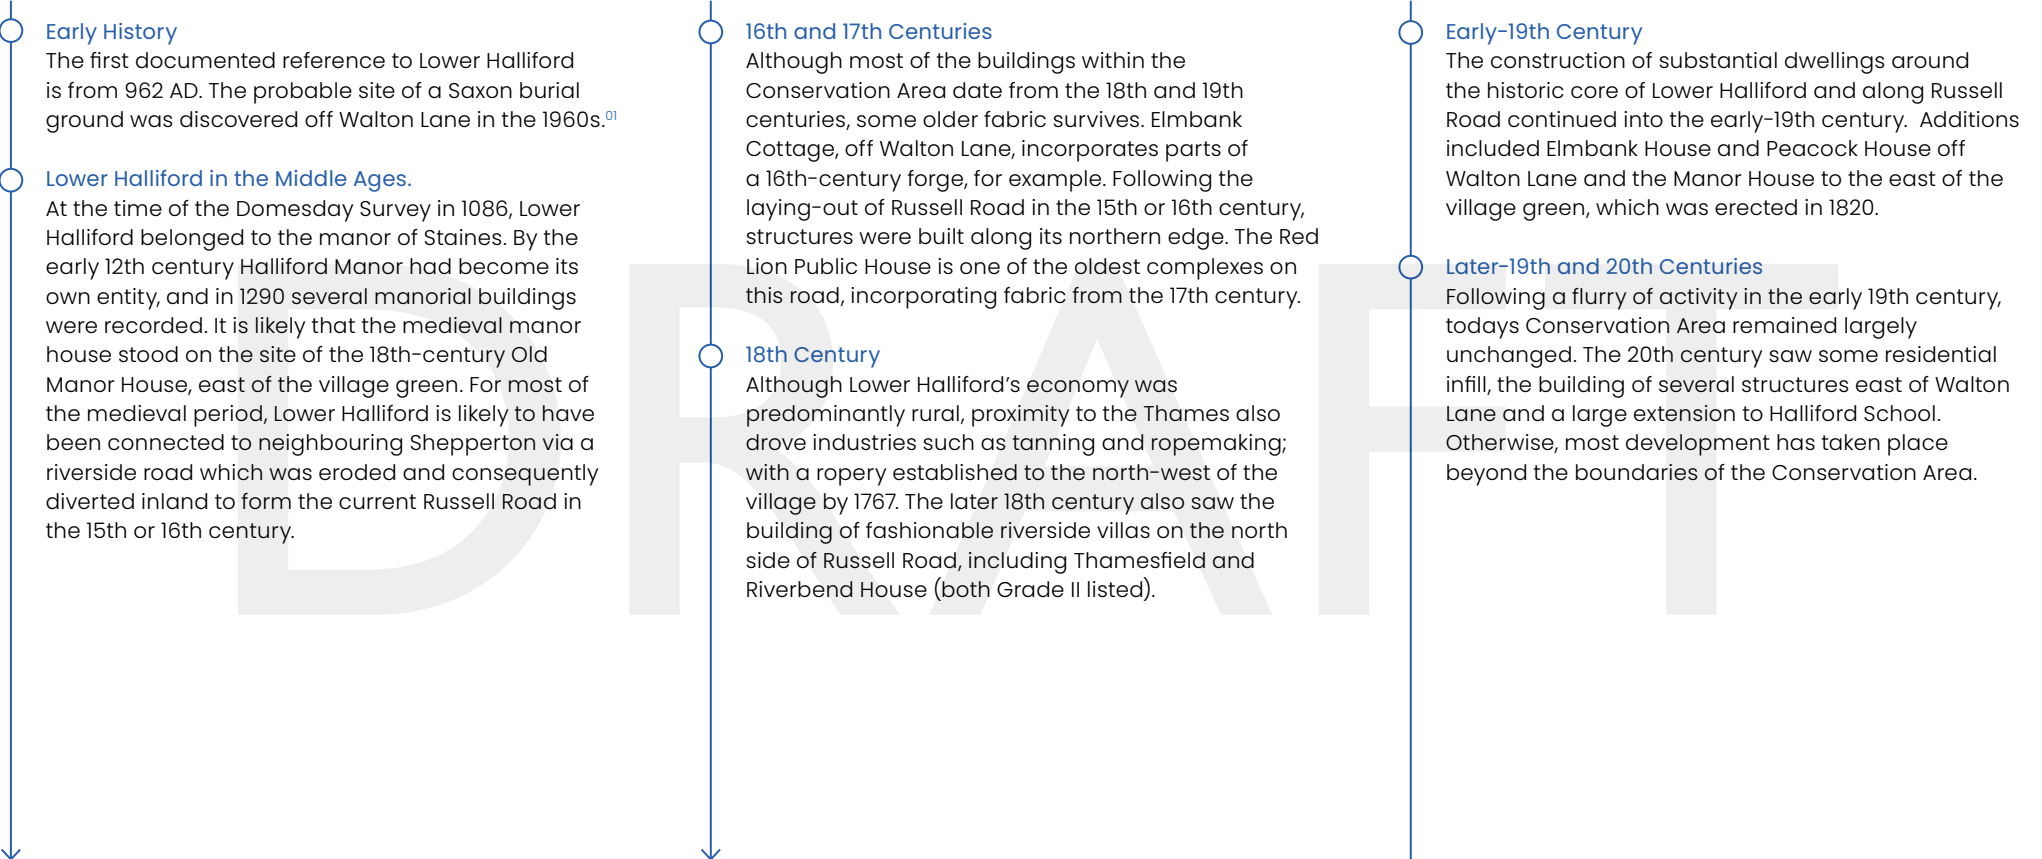 Early History
The first documented reference to Lower Halliford
is from 962 AD. The probable site of a Saxon burial
ground was discovered off Walton Lane in the 1960s.01
Lower Halliford in the Middle Ages.
At the time of the Domesday Survey in 1086, Lower
Halliford belonged to the manor of Staines. By the
early 12th century Halliford Manor had become its
own entity, and in 1290 several manorial buildings
were recorded. It is likely that the medieval manor
house stood on the site of the 18th-century Old
Manor House, east of the village green. For most of
the medieval period, Lower Halliford is likely to have
been connected to neighbouring Shepperton via a
riverside road which was eroded and consequently
diverted inland to form the current Russell Road in
the 15th or 16th century.
16th and 17th Centuries
Although most of the buildings within the
Conservation Area date from the 18th and 19th
centuries, some older fabric survives. Elmbank
Cottage, off Walton Lane, incorporates parts of
a 16th-century forge, for example. Following the
laying-out of Russell Road in the 15th or 16th century,
structures were built along its northern edge. The Red
Lion Public House is one of the oldest complexes on
this road, incorporating fabric from the 17th century.
18th Century
Although Lower Halliford's economy was
predominantly rural, proximity to the Thames also
drove industries such as tanning and ropemaking;
with a ropery established to the north-west of the
village by 1767. The later 18th century also saw the
building of fashionable riverside villas on the north
side of Russell Road, including Thamesfield and
Riverbend House (both Grade II listed).
Early-19th Century
The construction of substantial dwellings around
the historic core of Lower Halliford and along Russell
Road continued into the early-19th century.  Additions
included Elmbank House and Peacock House off
Walton Lane and the Manor House to the east of the
village green, which was erected in 1820.
Later-19th and 20th Centuries
Following a flurry of activity in the early 19th century,
todays Conservation Area remained largely
unchanged. The 20th century saw some residential
infill, the building of several structures east of Walton
Lane and a large extension to Halliford School.
Otherwise, most development has taken place
beyond the boundaries of the Conservation Area.
DRAFT